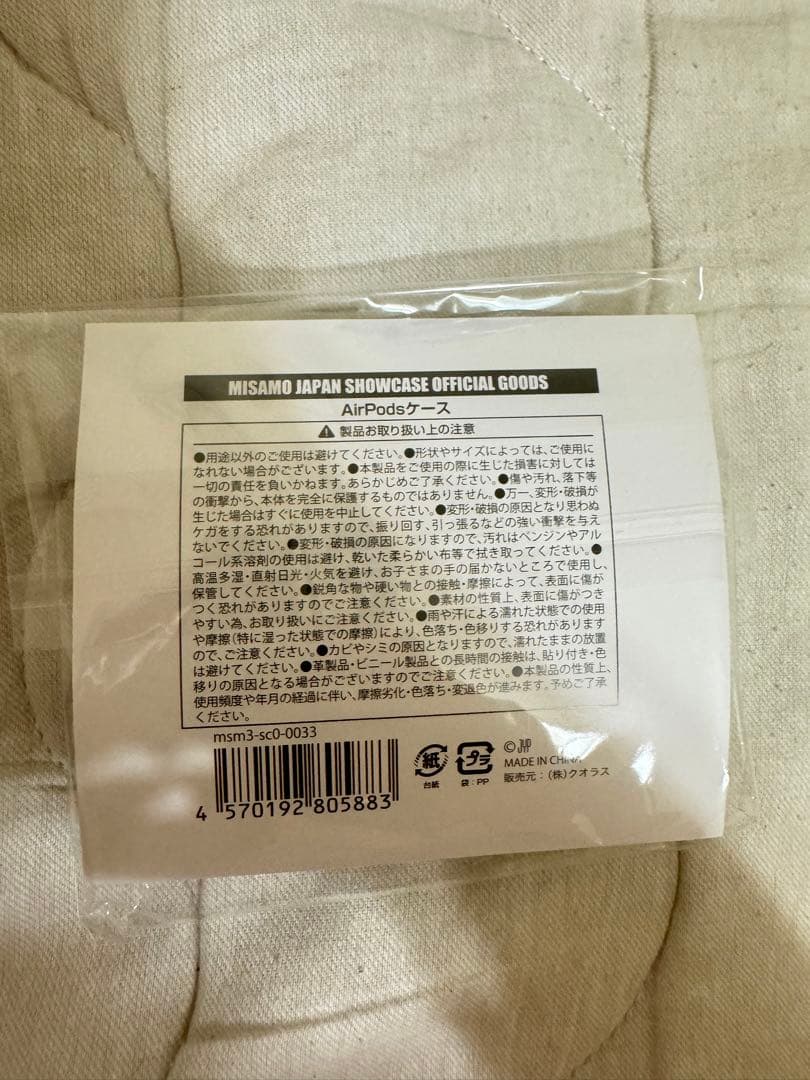 MISAMO JAPAN SHOWCASE OFFICIAL GOODS
AirPodsケース
⚠ 製品お取り扱い上の注意
●用途以外のご使用は避けてください。●形状やサイズによっては、ご使用に
なれない場合がございます。●本製品をご使用の際に生じた損害に対しては
一切の責任を負いかねます。あらかじめご了承ください。●傷や汚れ、落下等
の衝撃から、本体を完全に保護するものではありません。●万一、変形・破損が
生じた場合はすぐに使用を中止してください。●変形・破損の原因となり思わぬ
ケガをする恐れがありますので、振り回す、引っ張るなどの強い衝撃を与え
ないでください。●変形・破損の原因になりますので、汚れはベンジンやアル
コール系溶剤の使用は避け、乾いた柔らかい布等で拭き取ってください。●
高温多湿・直射日光・火気を避け、お子さまの手の届かないところで使用し、
保管してください。●鋭角な物や硬い物との接触・摩擦によって、表面に傷が
つく恐れがありますのでご注意ください。●素材の性質上、表面に傷がつき
やすい為、お取り扱いにご注意ください。●雨や汗による濡れた状態での使用
や摩擦(特に湿った状態での摩擦)により、色落ち・色移りする恐れがあります
ので、ご注意ください。●カビやシミの原因となりますので、濡れたままの放置
は避けてください。●革製品・ビニール製品との長時間の接触は、貼り付き・色
移りの原因となる場合がございますのでご注意ください。●本製品の性質上、
使用頻度や年月の経過に伴い、摩擦劣化・色落ち・変退色が進みます。予めご了承
ください。
msm3-sc0-0033
4 570192 805883
紙
台紙
プラ
袋:PP
© JYP
MADE IN CHINA
販売元:(株)クオラス